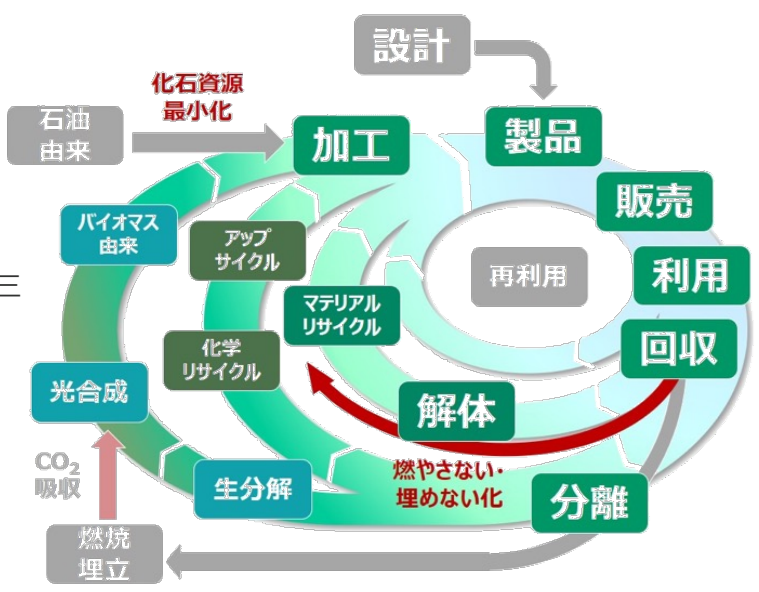 設計
化石資源
最小化
石油
由来
加工
製品
販売
バイオマス
由来
アップ
サイクル
再利用
利用
マテリアル
リサイクル
化学
リサイクル
回収
光合成
解体
CO₂
吸収
生分解
燃やさない・
埋めない化
分離
燃焼
埋立